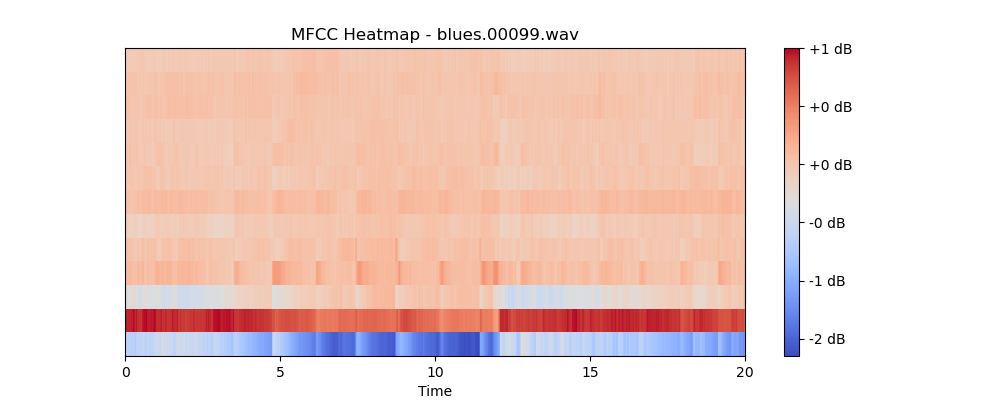 MFCC Heatmap - blues.00099.wav
+1 dB
+0 dB
+0 dB
-0 dB
-1 dB
-2 dB
0 5 10 15 20
Time